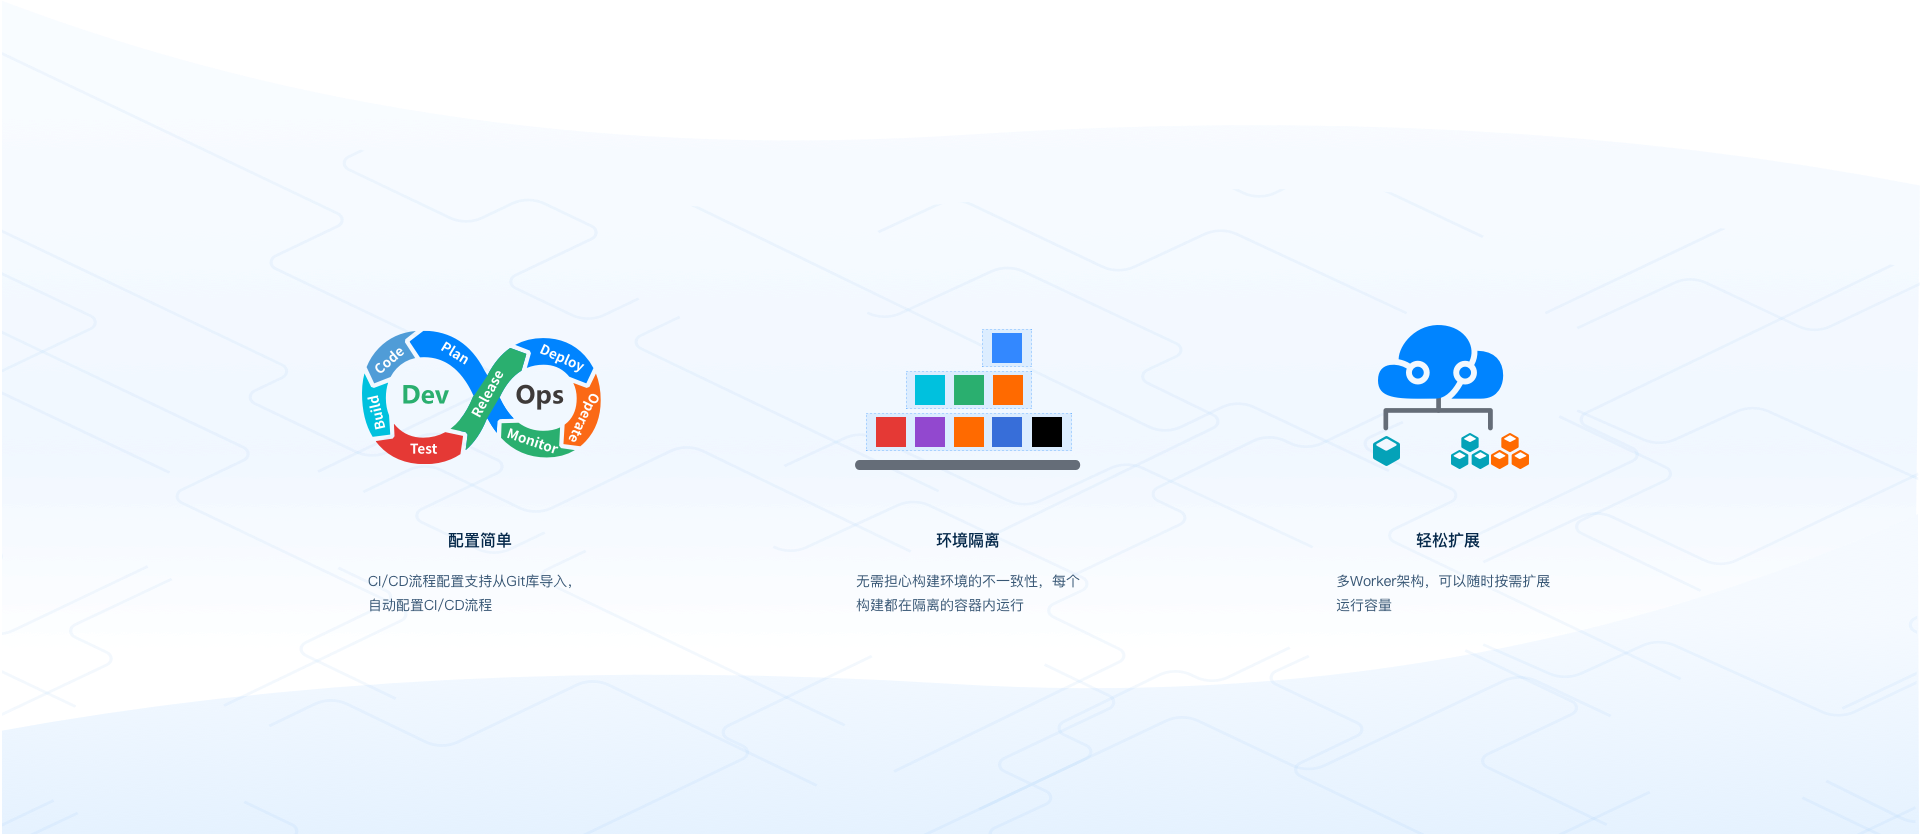 Code
Plan
Build
Dev
Test
Release
Deploy
Ops
Operate
Monitor
配置简单
CI/CD流程配置支持从Git库导入，
自动配置CI/CD流程
环境隔离
无需担心构建环境的不一致性，每个
构建都在隔离的容器内运行
轻松扩展
多Worker架构，可以随时按需扩展
运行容量